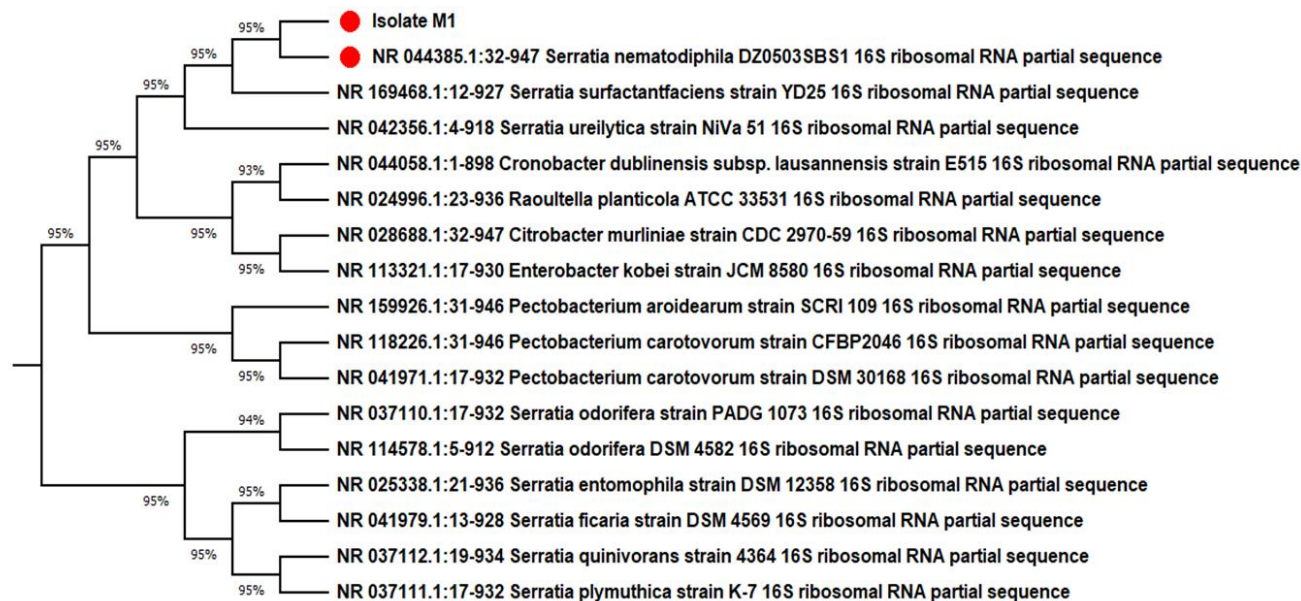 95%
Isolate M1
95%
NR 044385.1:32-947 Serratia nematodiphila DZ0503SBS1 16S ribosomal RNA partial sequence
95%
NR 169468.1:12-927 Serratia surfactantfaciens strain YD25 16S ribosomal RNA partial sequence
95%
NR 042356.1:4-918 Serratia ureilytica strain NiVa 51 16S ribosomal RNA partial sequence
95%
93%
NR 044058.1:1-898 Cronobacter dublinensis subsp. lausannensis strain E515 16S ribosomal RNA partial sequence
NR 024996.1:23-936 Raoultella planticola ATCC 33531 16S ribosomal RNA partial sequence
95%
95%
NR 028688.1:32-947 Citrobacter murliniae strain CDC 2970-59 16S ribosomal RNA partial sequence
95%
NR 113321.1:17-930 Enterobacter kobei strain JCM 8580 16S ribosomal RNA partial sequence
NR 159926.1:31-946 Pectobacterium aroidearum strain SCRI 109 16S ribosomal RNA partial sequence
95%
NR 118226.1:31-946 Pectobacterium carotovorum strain CFBP2046 16S ribosomal RNA partial sequence
95%
NR 041971.1:17-932 Pectobacterium carotovorum strain DSM 30168 16S ribosomal RNA partial sequence
94%
NR 037110.1:17-932 Serratia odorifera strain PADG 1073 16S ribosomal RNA partial sequence
NR 114578.1:5-912 Serratia odorifera DSM 4582 16S ribosomal RNA partial sequence
95%
95%
NR 025338.1:21-936 Serratia entomophila strain DSM 12358 16S ribosomal RNA partial sequence
NR 041979.1:13-928 Serratia ficaria strain DSM 4569 16S ribosomal RNA partial sequence
95%
NR 037112.1:19-934 Serratia quinivorans strain 4364 16S ribosomal RNA partial sequence
95%
NR 037111.1:17-932 Serratia plymuthica strain K-7 16S ribosomal RNA partial sequence